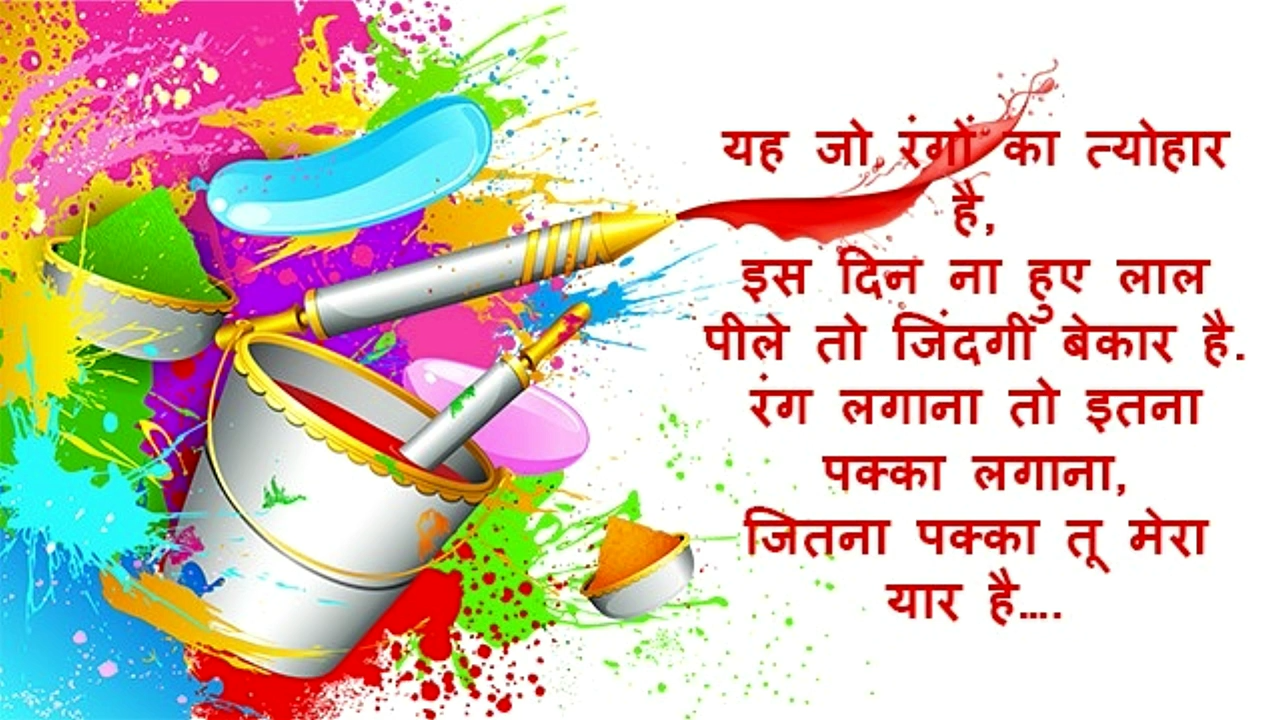 यह जो रंगों का त्योहार
है,
इस दिन ना हुए लाल
पीले तो जिंदगी बेकार है.
रंग लगाना तो इतना
पक्का लगाना,
जितना पक्का तू मेरा
यार है....